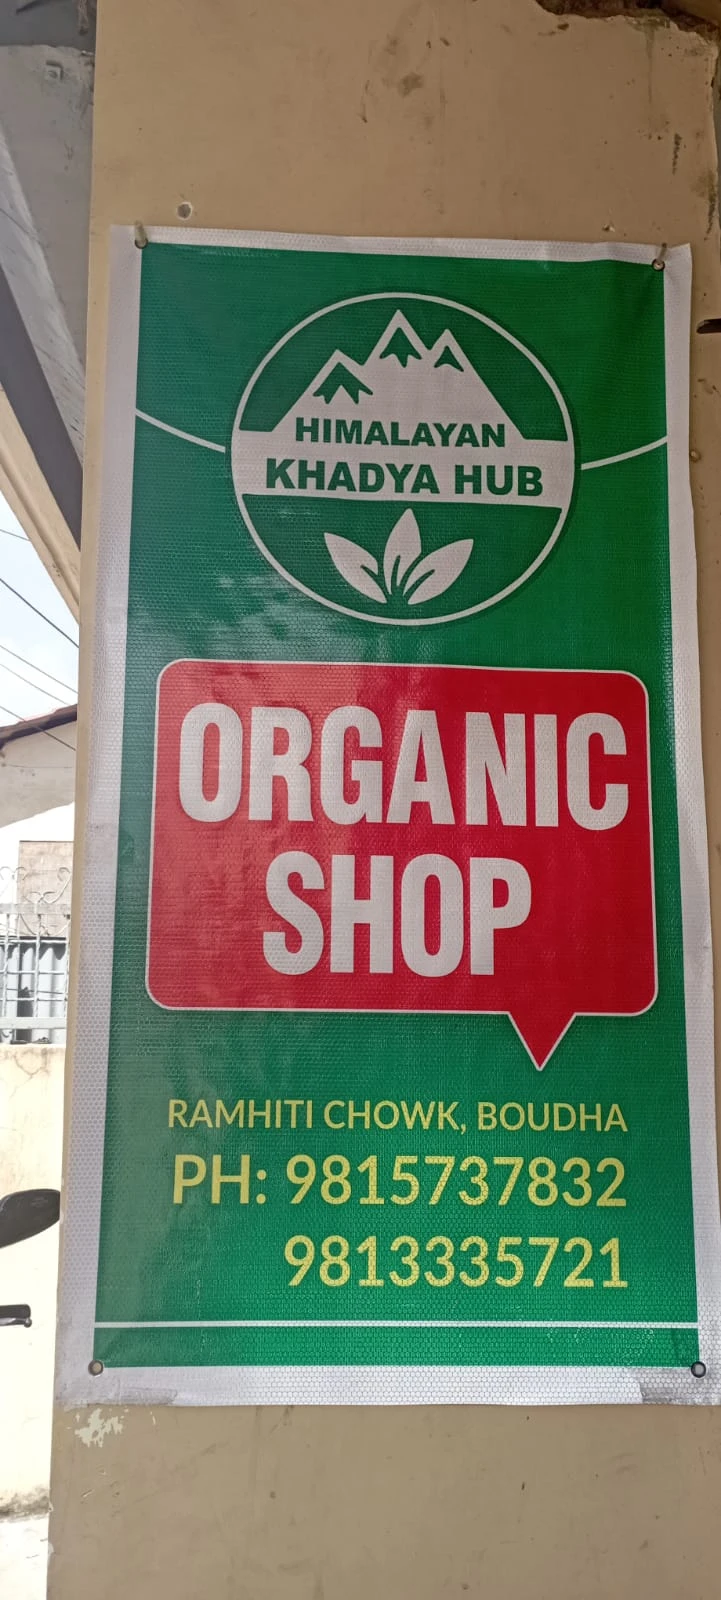 HIMALAYAN
KHADYA HUB
ORGANIC
SHOP
RAMHITI CHOWK, BOUDHA
PH: 9815737832
9813335721